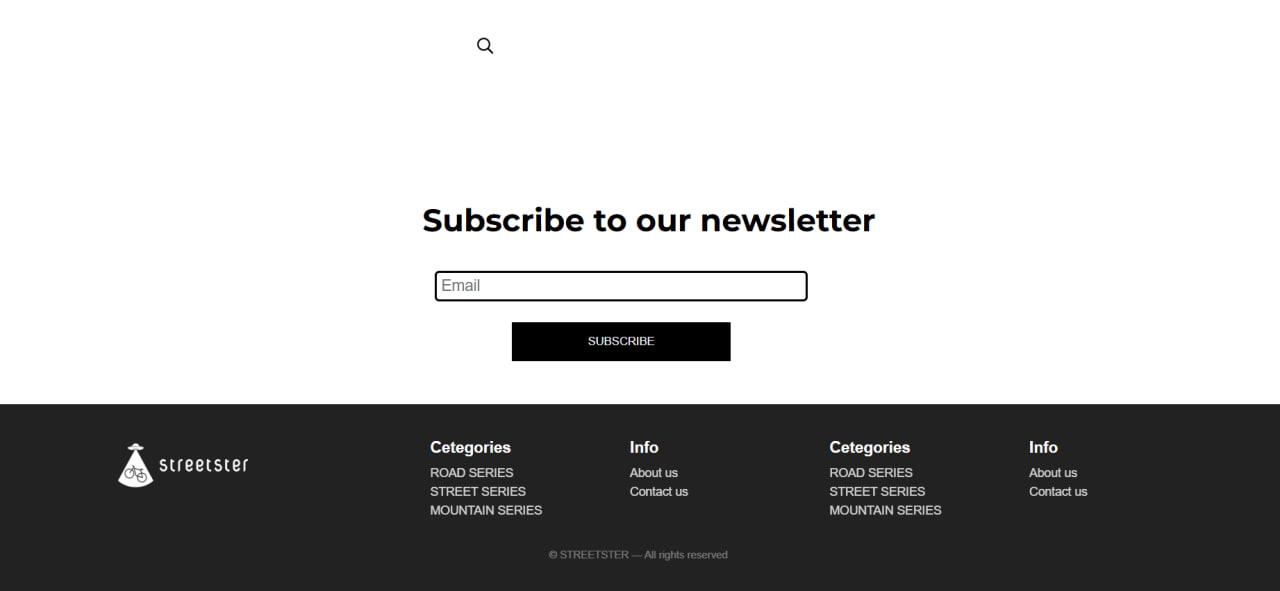 Subscribe to our newsletter
Email
SUBSCRIBE
streetster
Cetegories
ROAD SERIES
STREET SERIES
MOUNTAIN SERIES
Info
About us
Contact us
Cetegories
ROAD SERIES
STREET SERIES
MOUNTAIN SERIES
Info
About us
Contact us
© STREETSTER — All rights reserved